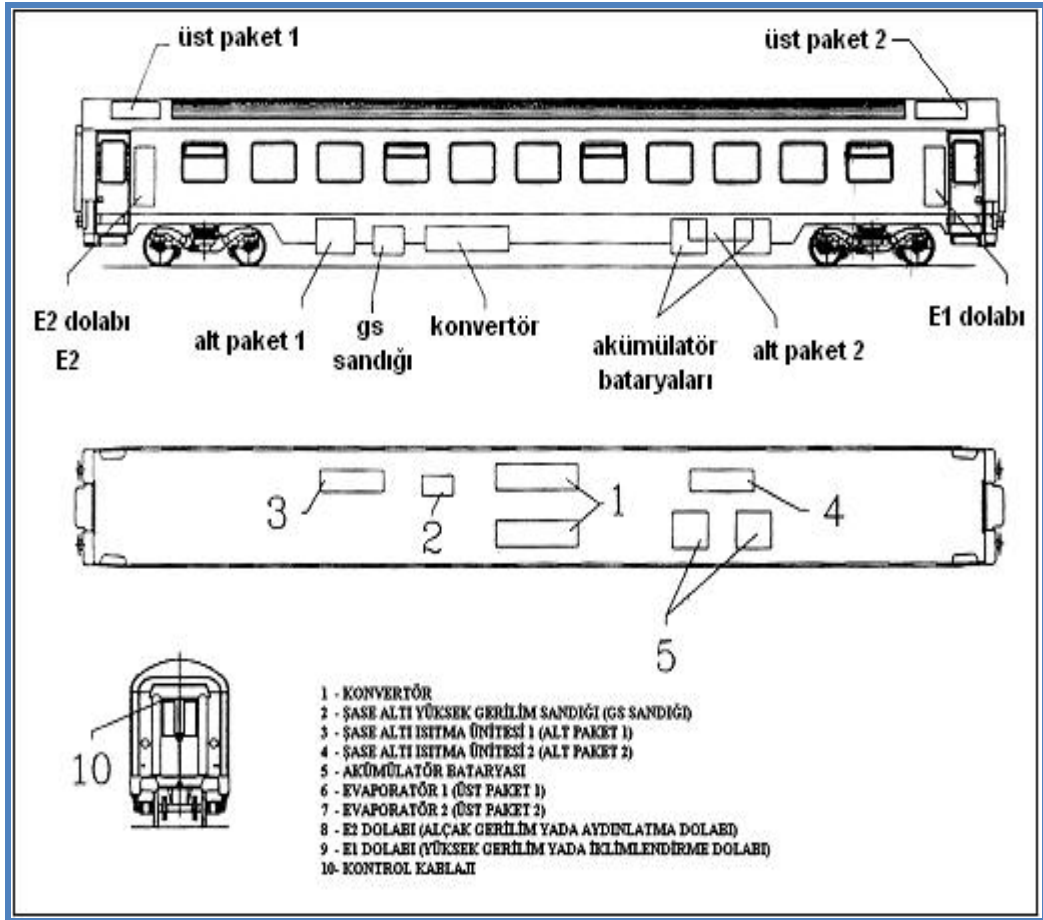 üst paket 1
üst paket 2
E2 dolabı
E2
alt paket 1
gs
sandığı
konvertör
akümülatör
bataryaları
alt paket 2
E1 dolabı
3
2
1
4
5
10
1 - KONVERTÖR
2 - ŞASE ALTI YÜKSEK GERİLİM SANDIĞI (GS SANDIĞI)
3 - ŞASE ALTI ISITMA ÜNİTESİ 1 (ALT PAKET 1)
4 - ŞASE ALTI ISITMA ÜNİTESİ 2 (ALT PAKET 2)
5 - AKÜMÜLATÖR BATARYASI
6 - EVAPORATÖR 1 (ÜST PAKET 1)
7 - EVAPORATÖR 2 (ÜST PAKET 2)
8 - E2 DOLABI (ALÇAK GERİLİM YADA AYDINLATMA DOLABI)
9 - E1 DOLABI (YÜKSEK GERİLİM YADA İKLİMLENDİRME DOLABI)
10- KONTROL KABLAJI